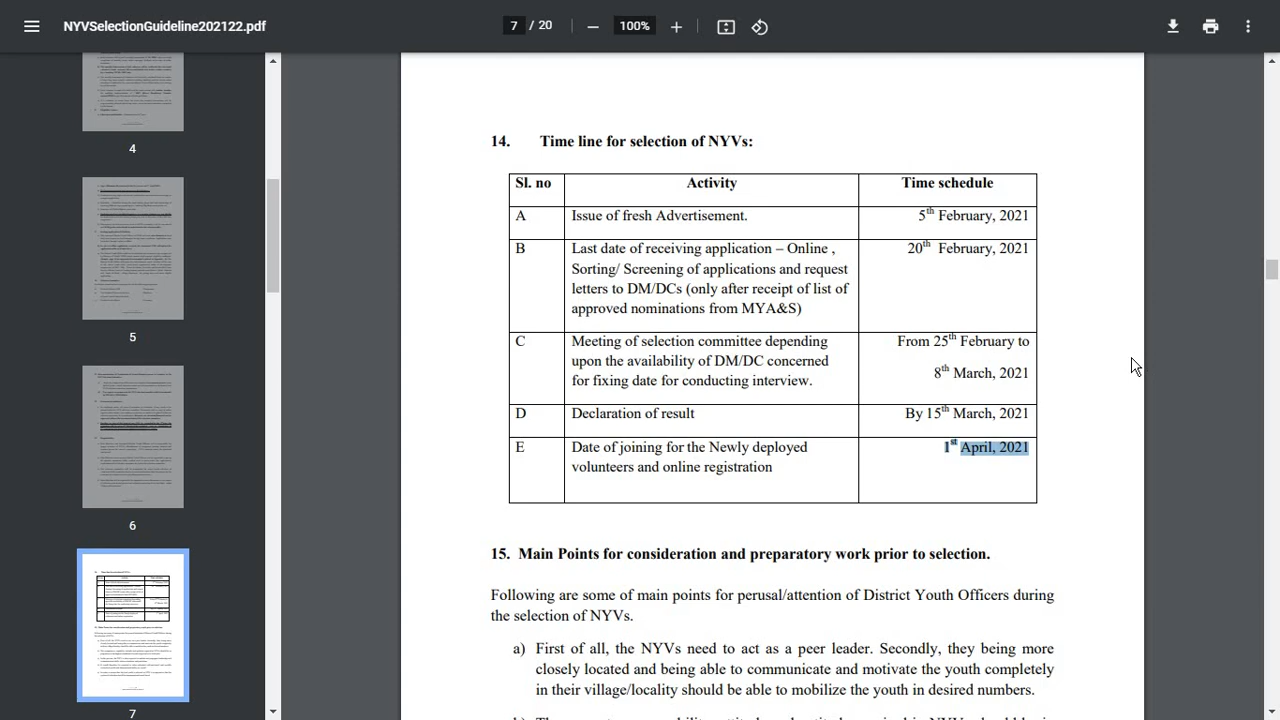 NYVSelectionGuideline202122.pdf
7 / 20
100%
4
5
6
7
14. Time line for selection of NYVs:
Sl. no Activity Time schedule
A Issue of fresh Advertisement. 5th February, 2021
B Last date of receiving application – Online , 20th February, 2021
Sorting/ Screening of applications and request
letters to DM/DCs (only after receipt of list of
approved nominations from MYA&S)
C Meeting of selection committee depending From 25th February to
upon the availability of DM/DC concerned 8th March, 2021
for fixing date for conducting interview.
D Declaration of result By 15th March, 2021
E Date of joining for the Newly deployed 1st April, 2021
volunteers and online registration
15. Main Points for consideration and preparatory work prior to selection.
Following are some of main points for perusal/attention of District Youth Officers during
the selection of NYVs.
a) First of all, the NYVs need to act as a peer leader. Secondly, they being more
closely located and being able to communicate and motivate the youth completely
in their village/locality should be able to mobilize the youth in desired numbers.